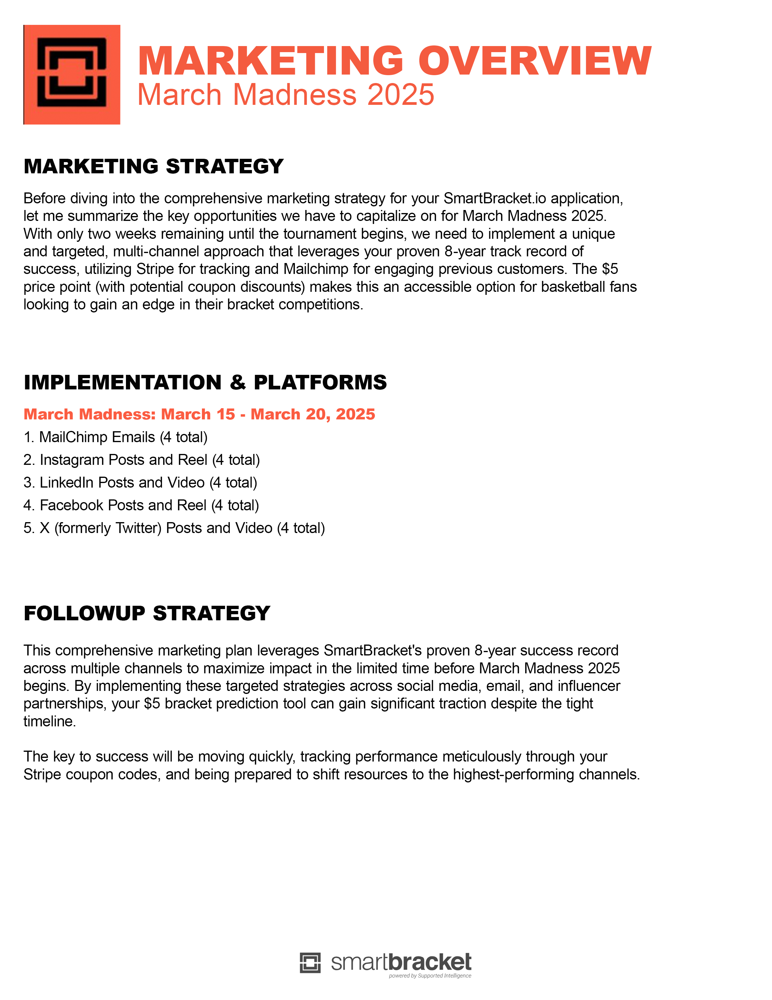 MARKETING OVERVIEW
March Madness 2025
MARKETING STRATEGY
Before diving into the comprehensive marketing strategy for your SmartBracket.io application,
let me summarize the key opportunities we have to capitalize on for March Madness 2025.
With only two weeks remaining until the tournament begins, we need to implement a unique
and targeted, multi-channel approach that leverages your proven 8-year track record of
success, utilizing Stripe for tracking and Mailchimp for engaging previous customers. The $5
price point (with potential coupon discounts) makes this an accessible option for basketball fans
looking to gain an edge in their bracket competitions.
IMPLEMENTATION & PLATFORMS
March Madness: March 15 - March 20, 2025
1. MailChimp Emails (4 total)
2. Instagram Posts and Reel (4 total)
3. LinkedIn Posts and Video (4 total)
4. Facebook Posts and Reel (4 total)
5. X (formerly Twitter) Posts and Video (4 total)
FOLLOWUP STRATEGY
This comprehensive marketing plan leverages SmartBracket's proven 8-year success record
across multiple channels to maximize impact in the limited time before March Madness 2025
begins. By implementing these targeted strategies across social media, email, and influencer
partnerships, your $5 bracket prediction tool can gain significant traction despite the tight
timeline.
The key to success will be moving quickly, tracking performance meticulously through your
Stripe coupon codes, and being prepared to shift resources to the highest-performing channels.
smartbracket
powered by Supported Intelligence